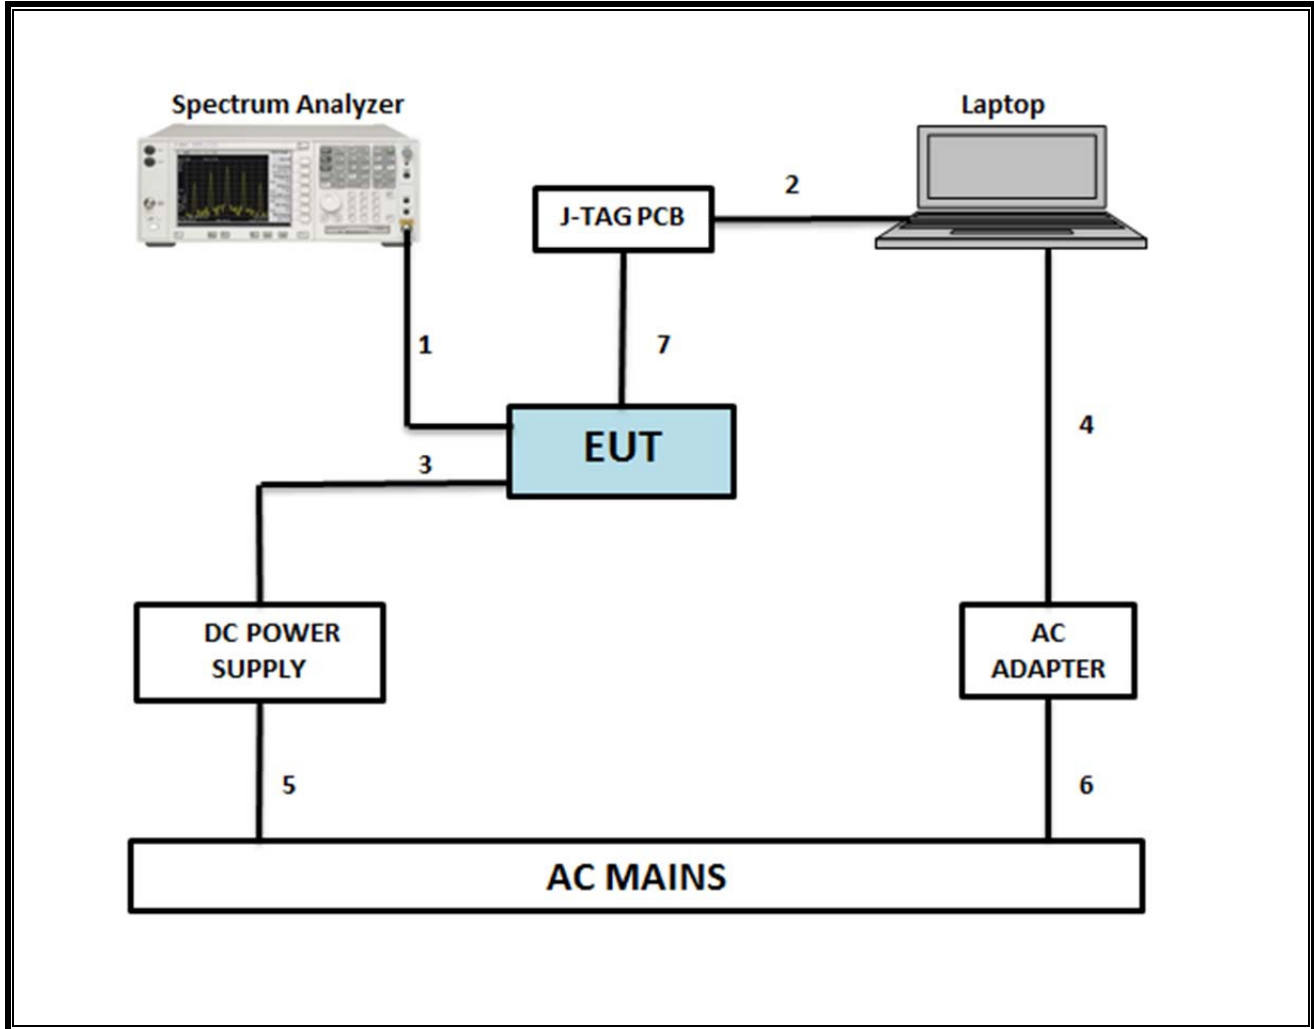 Spectrum Analyzer
Laptop
2
J-TAG PCB
1
7
EUT
4
3
DC POWER
SUPPLY
AC
ADAPTER
5
6
AC MAINS